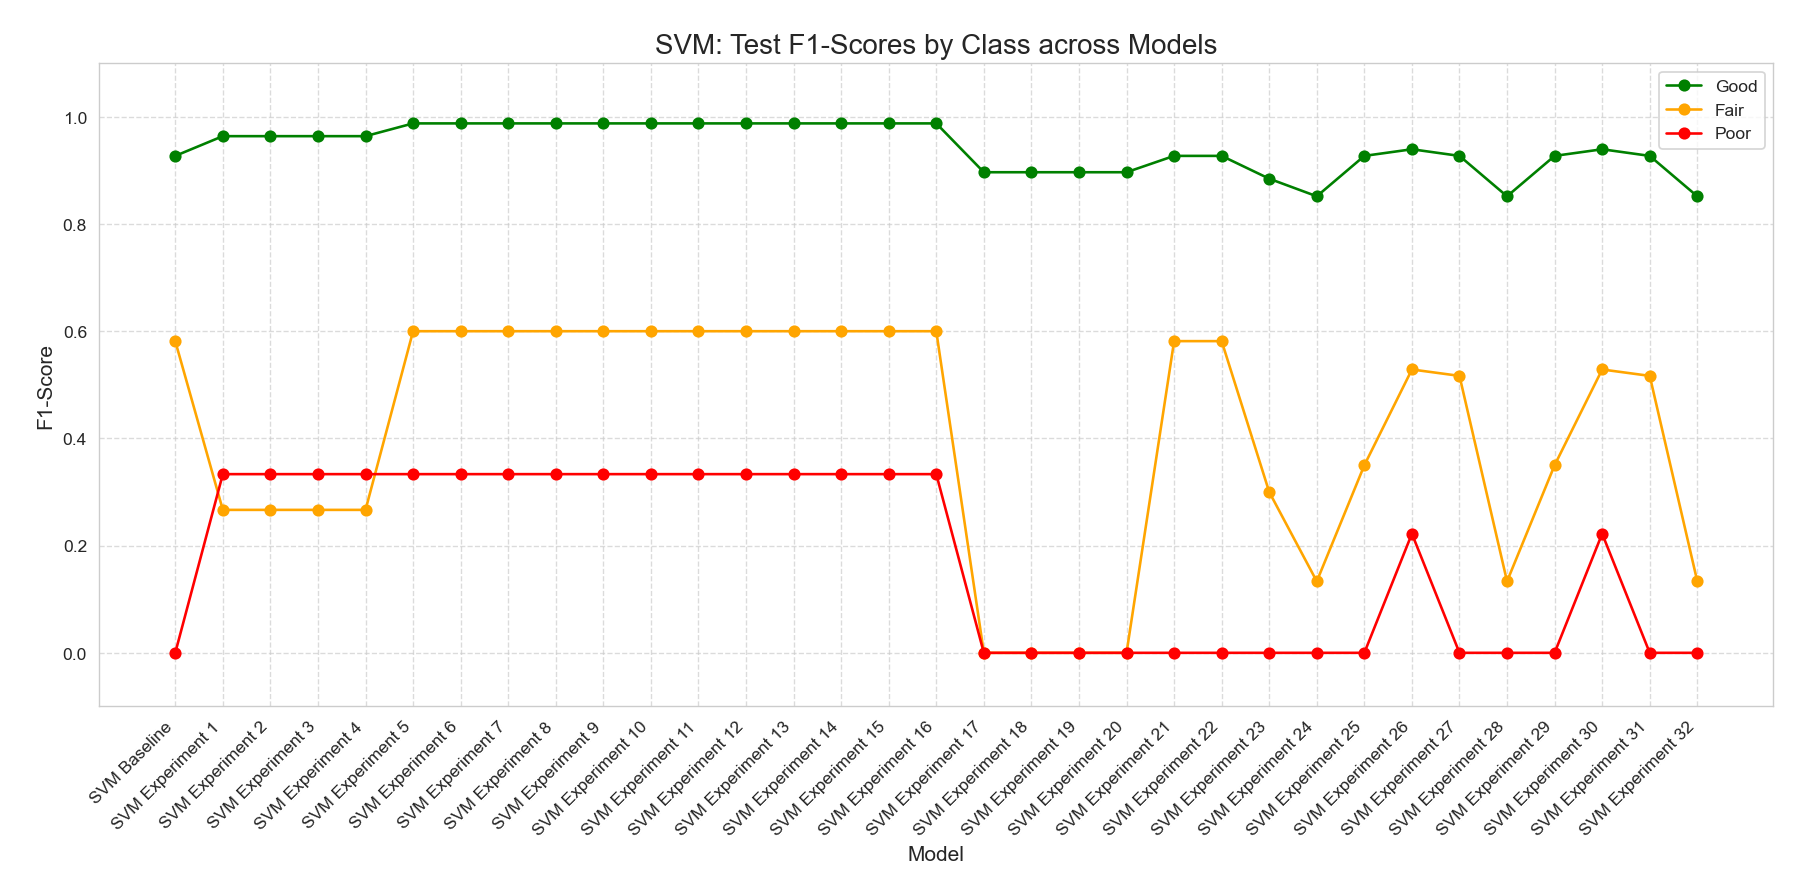 SVM: Test F1-Scores by Class across Models
Good
Fair
Poor
F1-Score
1.0
0.8
0.6
0.4
0.2
0.0
SVM Baseline
SVM Experiment 1
SVM Experiment 2
SVM Experiment 3
SVM Experiment 4
SVM Experiment 5
SVM Experiment 6
SVM Experiment 7
SVM Experiment 8
SVM Experiment 9
SVM Experiment 10
SVM Experiment 11
SVM Experiment 12
SVM Experiment 13
SVM Experiment 14
SVM Experiment 15
SVM Experiment 16
SVM Experiment 17
SVM Experiment 18
SVM Experiment 19
SVM Experiment 20
SVM Experiment 21
SVM Experiment 22
SVM Experiment 23
SVM Experiment 24
SVM Experiment 25
SVM Experiment 26
SVM Experiment 27
SVM Experiment 28
SVM Experiment 29
SVM Experiment 30
SVM Experiment 31
SVM Experiment 32
Model